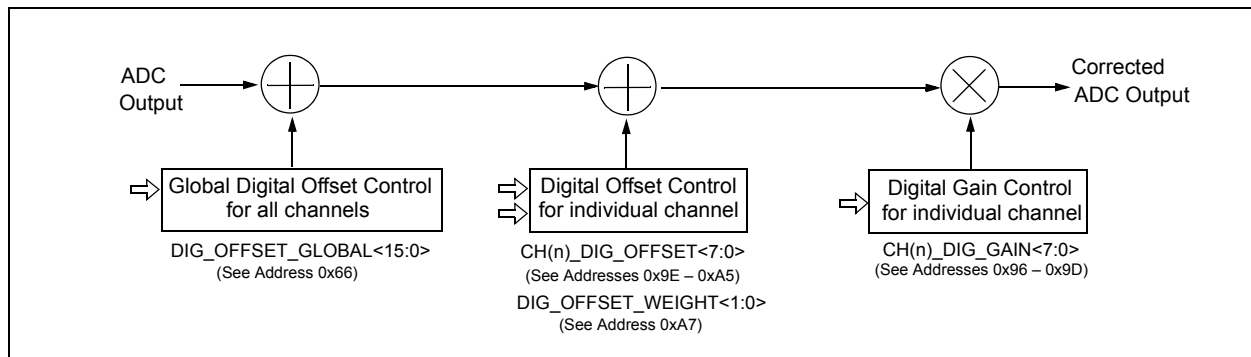 ADC
Output
Corrected
ADC Output
Global Digital Offset Control
for all channels
DIG_OFFSET_GLOBAL<15:0>
(See Address 0x66)
Digital Offset Control
for individual channel
CH(n)_DIG_OFFSET<7:0>
(See Addresses 0x9E – 0xA5)
DIG_OFFSET_WEIGHT<1:0>
(See Address 0xA7)
Digital Gain Control
for individual channel
CH(n)_DIG_GAIN<7:0>
(See Addresses 0x96 – 0x9D)